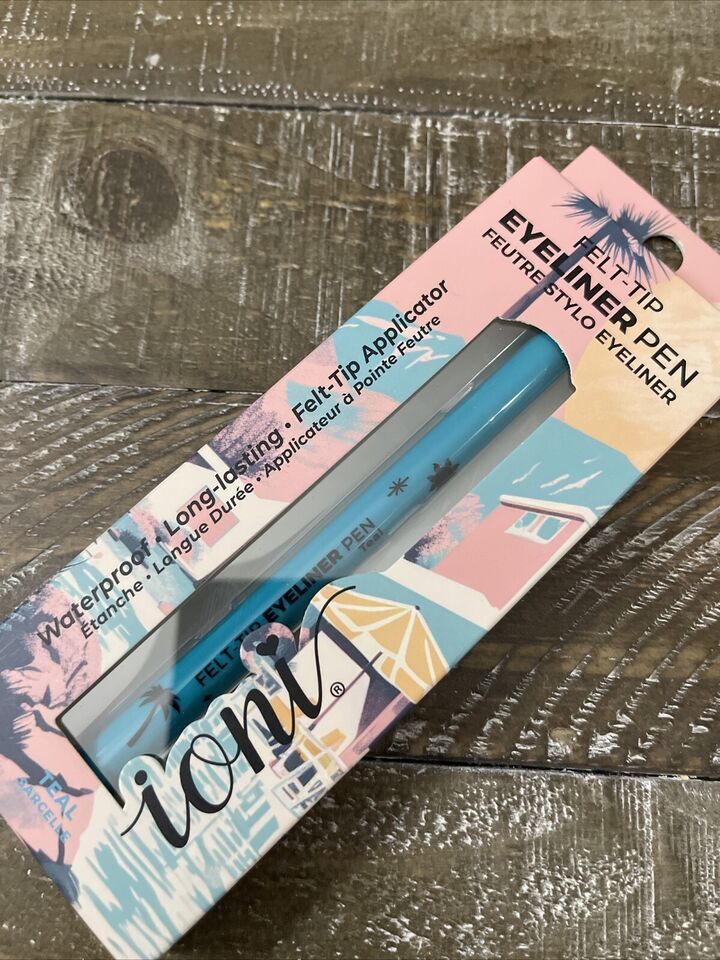 FELT-TIP
EYELINER PEN
FEUTRE STYLO EYELINER
Waterproof • Long-lasting • Felt-Tip Applicator
Étanche • Langue Durée • Applicateur à Pointe Feutre
FELT-TIP EYELINER PEN
Teal
ioni®
TEAL
SARCELLE